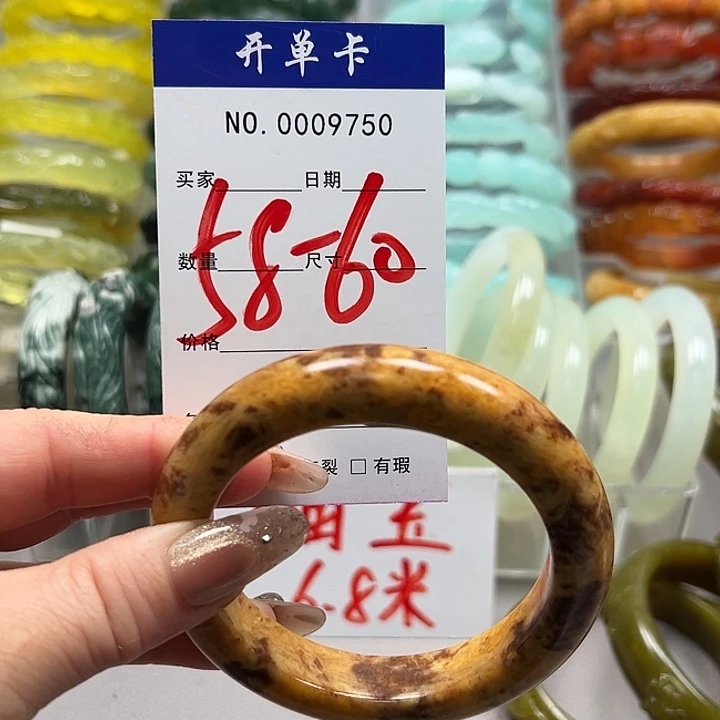 开单卡
NO. 0009750
买家 日期
58-60
数量 尺寸
价格
裂 □ 有瑕
6.8米